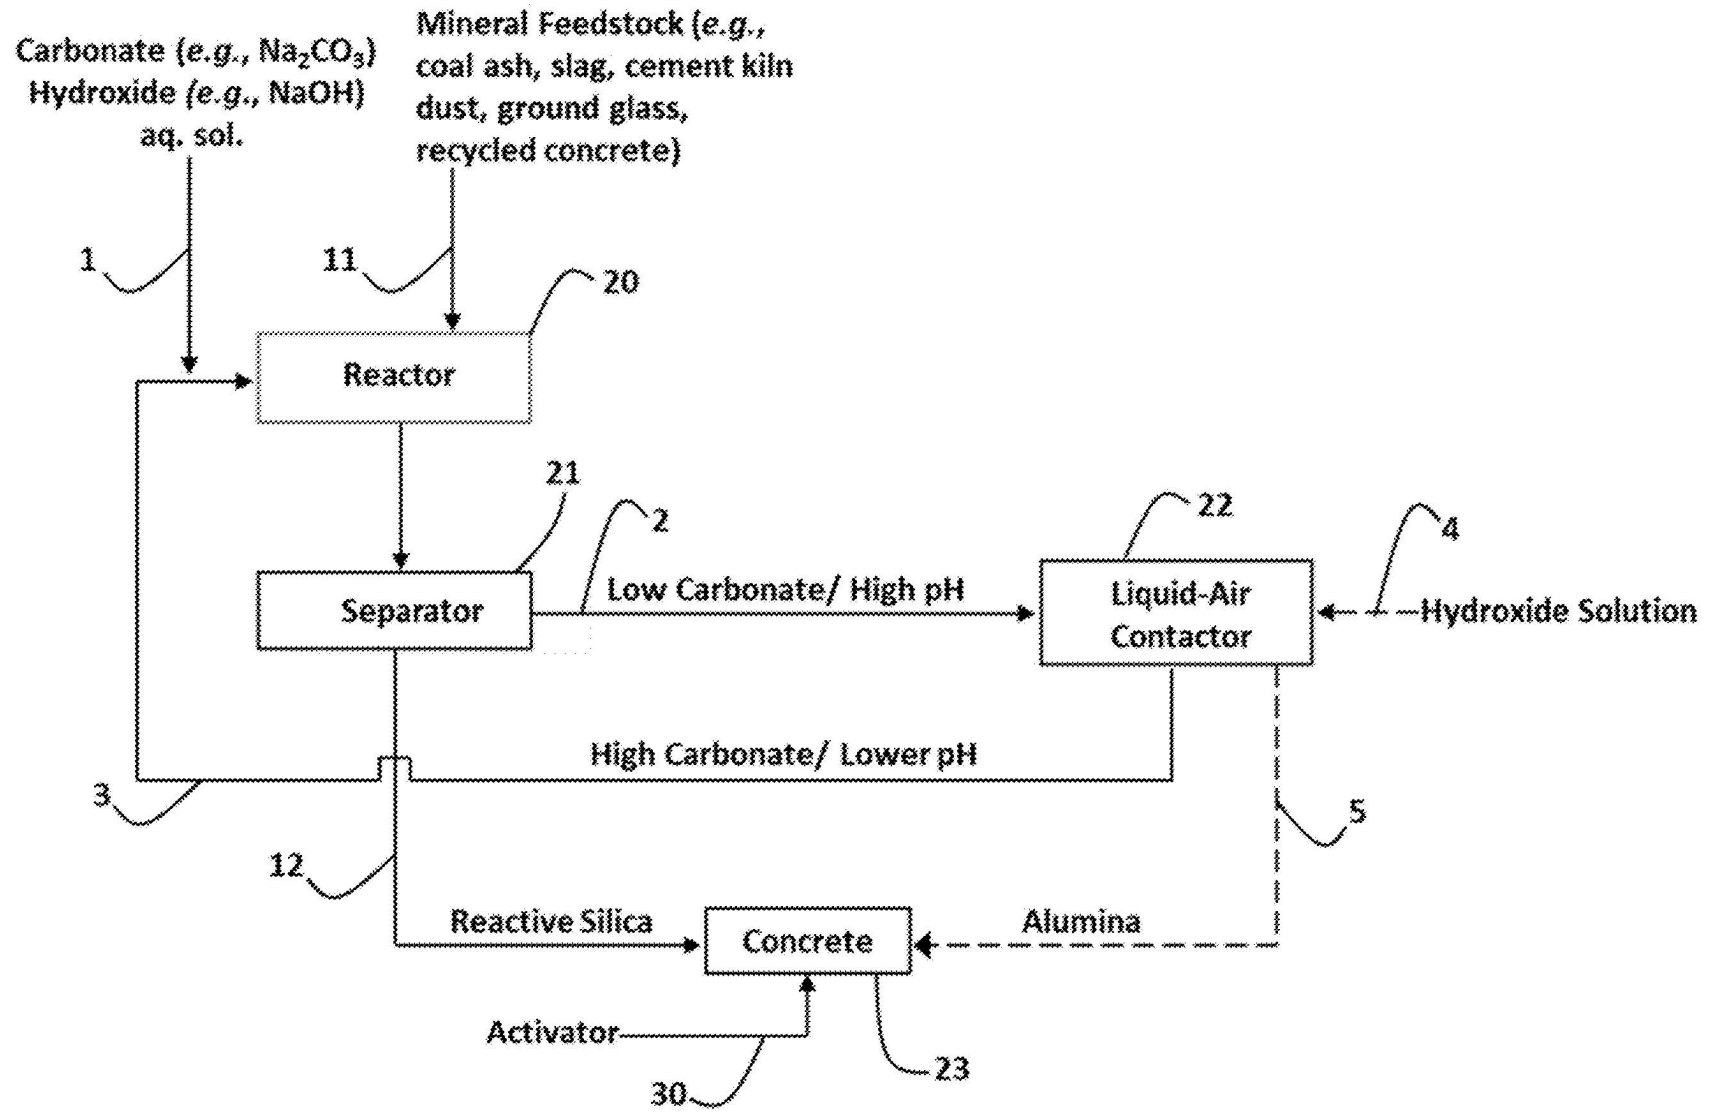 Carbonate (e.g., Na₂CO₃)
Hydroxide (e.g., NaOH)
aq. sol.
Mineral Feedstock (e.g.,
coal ash, slag, cement kiln
dust, ground glass,
recycled concrete)
1
11
20
Reactor
21
2
22
4
Separator
Low Carbonate/ High pH
Liquid-Air
Contactor
Hydroxide Solution
High Carbonate/ Lower pH
3
5
12
Reactive Silica
Concrete
Alumina
Activator
30
23